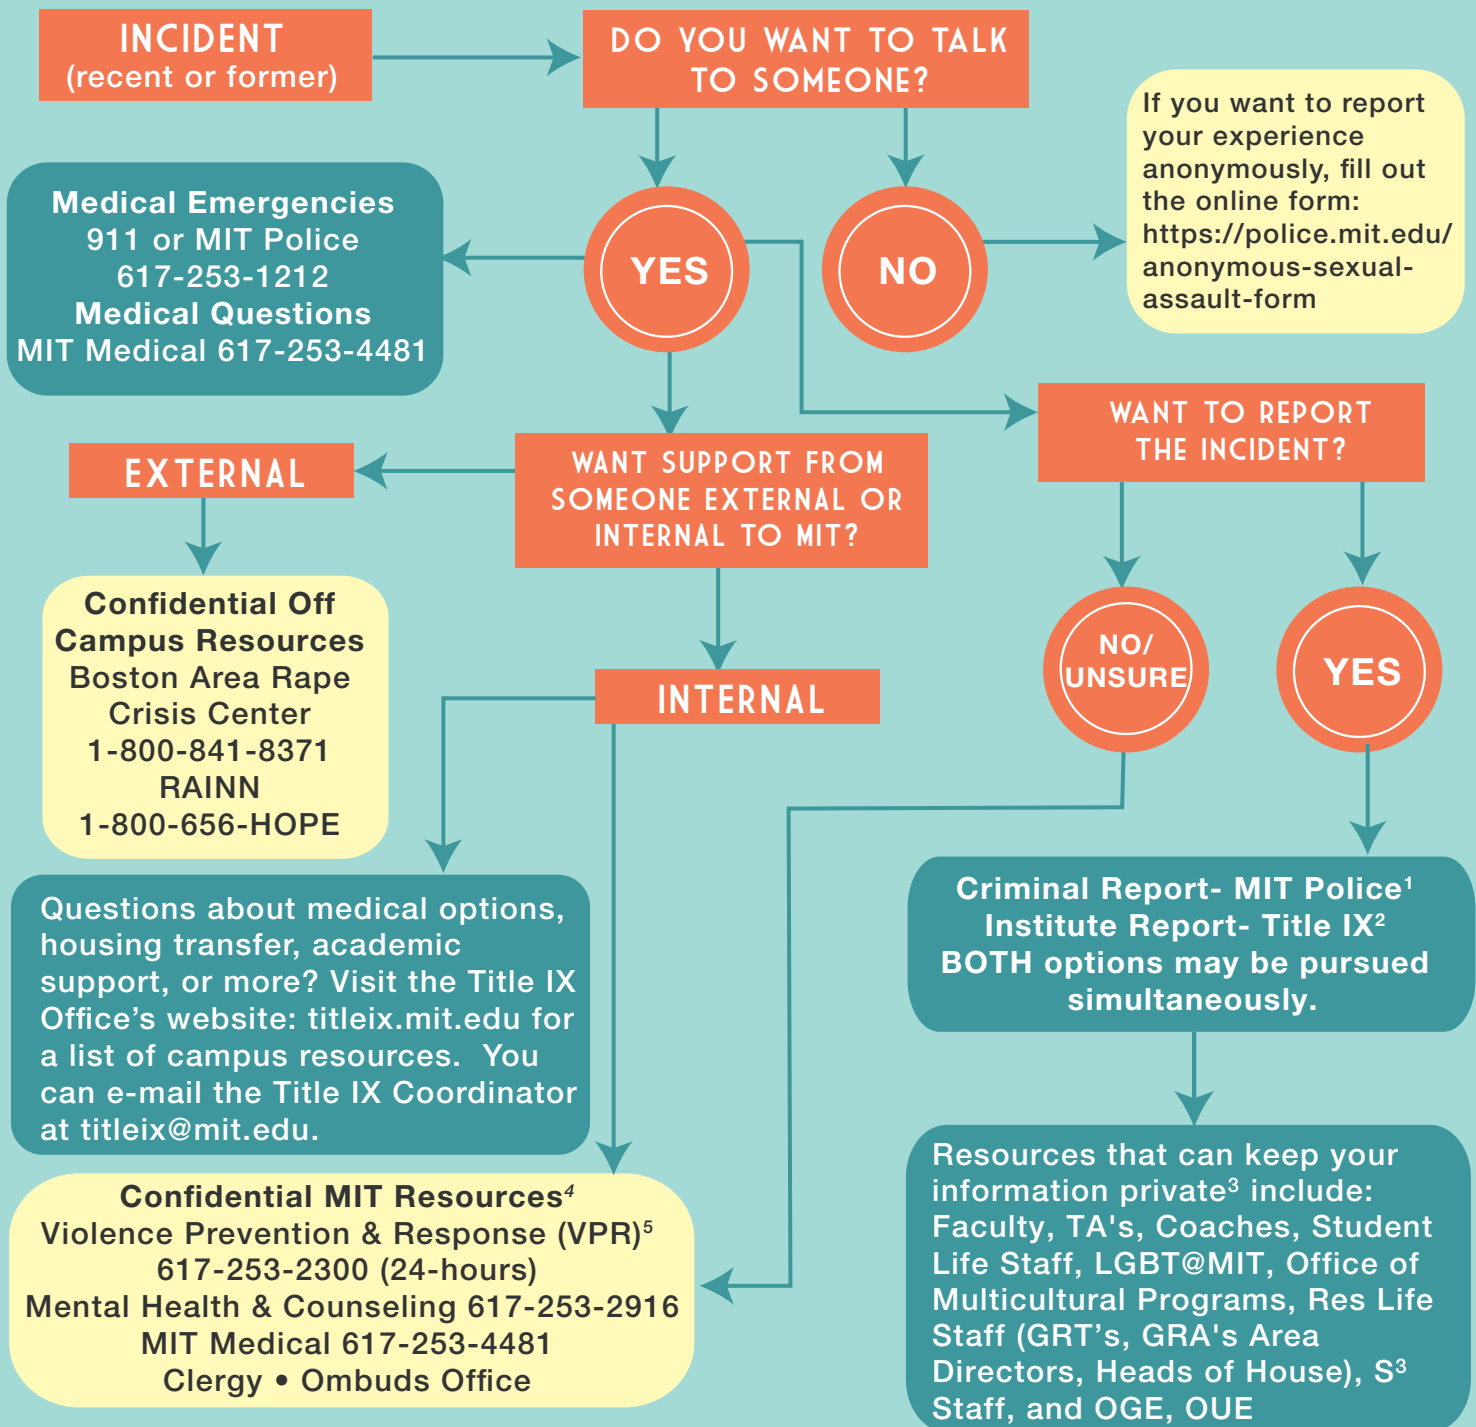 INCIDENT
(recent or former)
DO YOU WANT TO TALK
TO SOMEONE?
If you want to report
your experience
anonymously, fill out
the online form:
https://police.mit.edu/
anonymous-sexual-
assault-form
Medical Emergencies
911 or MIT Police
617-253-1212
Medical Questions
MIT Medical 617-253-4481
YES
NO
WANT TO REPORT
THE INCIDENT?
EXTERNAL
WANT SUPPORT FROM
SOMEONE EXTERNAL OR
INTERNAL TO MIT?
Confidential Off
Campus Resources
Boston Area Rape
Crisis Center
1-800-841-8371
RAINN
1-800-656-HOPE
INTERNAL
NO/
UNSURE
YES
Questions about medical options,
housing transfer, academic
support, or more? Visit the Title IX
Office's website: titleix.mit.edu for
a list of campus resources.  You
can e-mail the Title IX Coordinator
at titleix@mit.edu.
Criminal Report- MIT Police¹
Institute Report- Title IX²
BOTH options may be pursued
simultaneously.
Confidential MIT Resources⁴
Violence Prevention & Response (VPR)⁵
617-253-2300 (24-hours)
Mental Health & Counseling 617-253-2916
MIT Medical 617-253-4481
Clergy • Ombuds Office
Resources that can keep your
information private³ include:
Faculty, TA's, Coaches, Student
Life Staff, LGBT@MIT, Office of
Multicultural Programs, Res Life
Staff (GRT's, GRA's Area
Directors, Heads of House), S³
Staff, and OGE, OUE